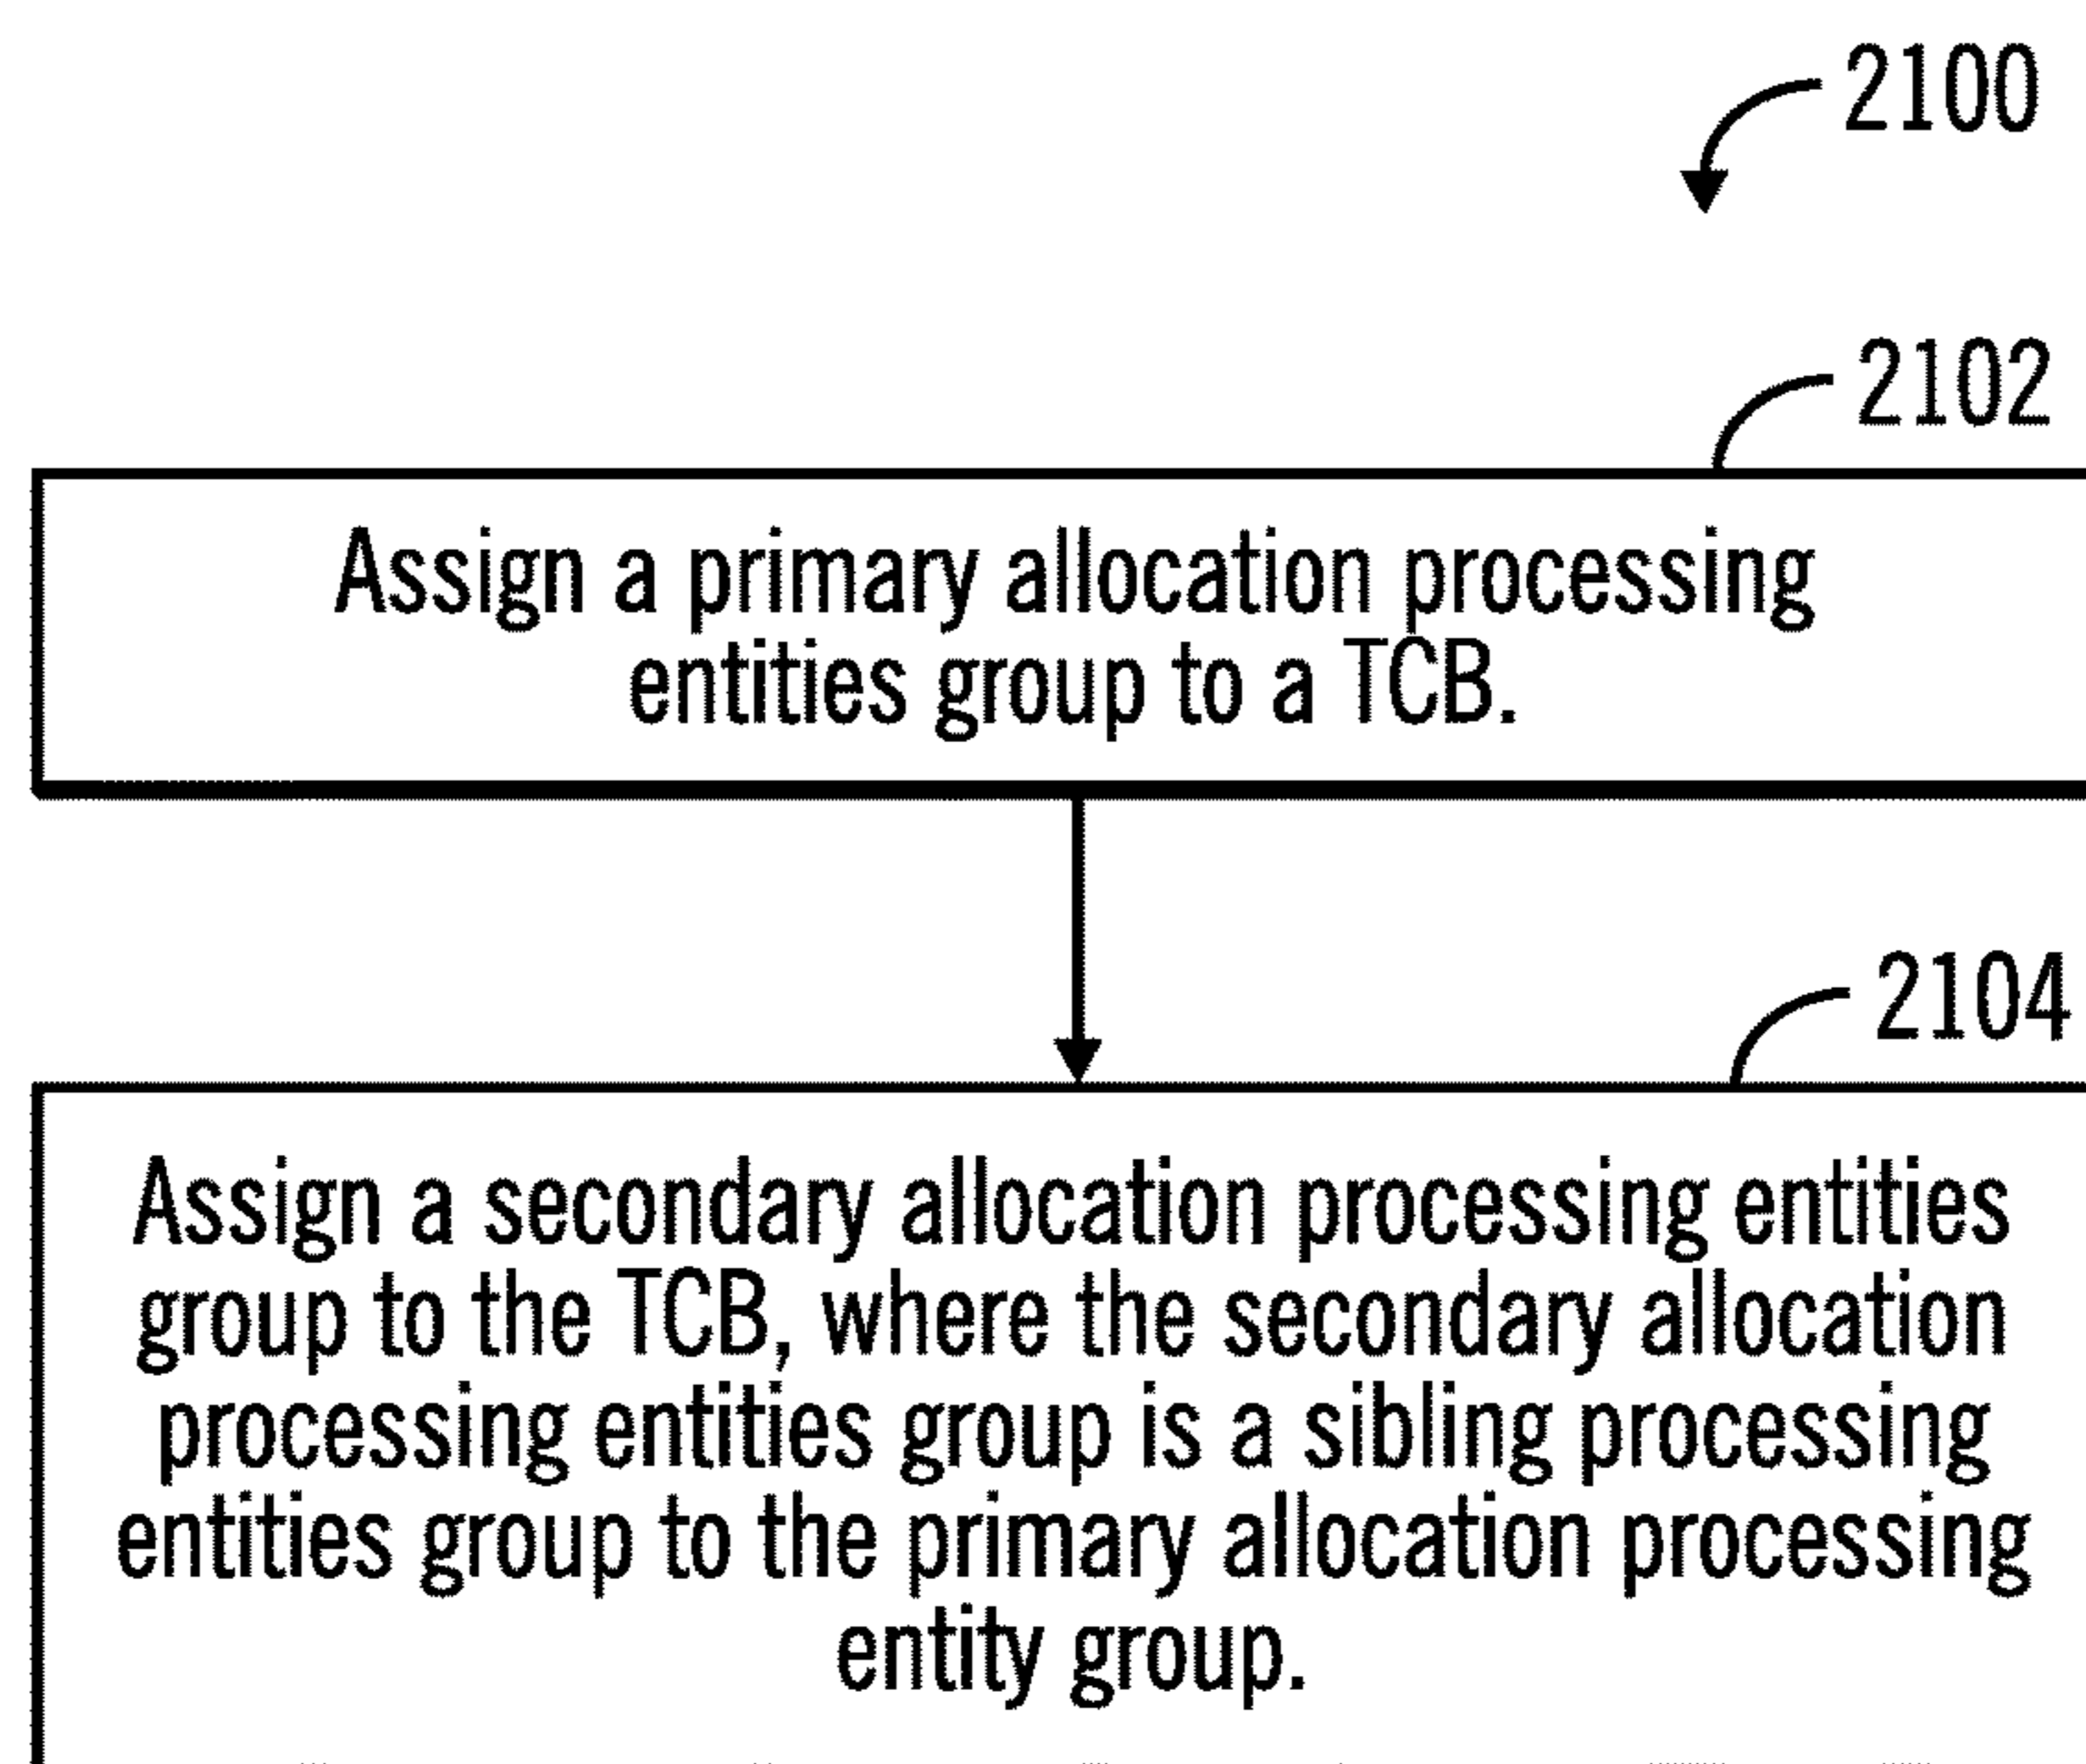 2100
2102
Assign a primary allocation processing
entities group to a TCB.
2104
Assign a secondary allocation processing entities
group to the TCB, where the secondary allocation
processing entities group is a sibling processing
entities group to the primary allocation processing
entity group.